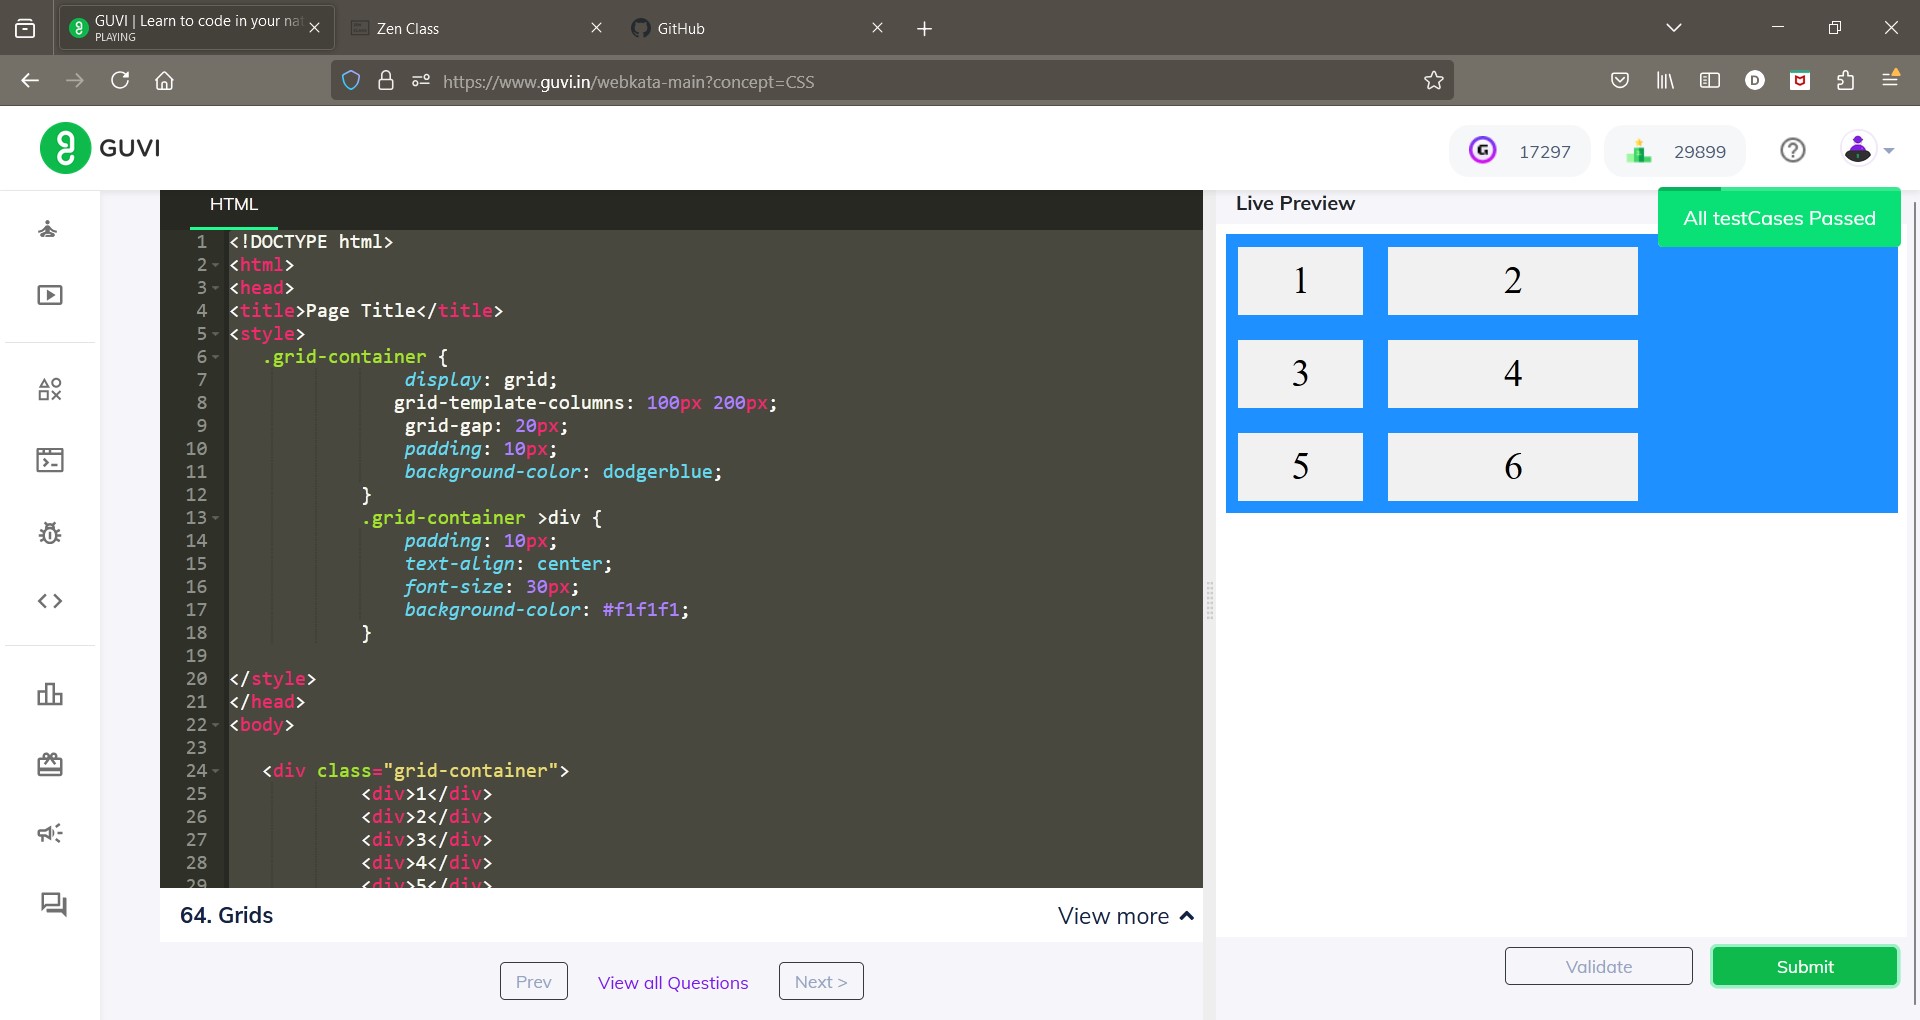 GUVI | Learn to code in your nat
PLAYING
Zen Class
GitHub
https://www.guvi.in/webkata-main?concept=CSS
D
GUVI
G
17297
29899
HTML
Live Preview
All testCases Passed
1 <!DOCTYPE html>
2 <html>
3 <head>
4 <title>Page Title</title>
5 <style>
6 .grid-container {
7 display: grid;
8 grid-template-columns: 100px 200px;
9 grid-gap: 20px;
10 padding: 10px;
11 background-color: dodgerblue;
12 }
13 .grid-container >div {
14 padding: 10px;
15 text-align: center;
16 font-size: 30px;
17 background-color: #f1f1f1;
18 }
19
20 </style>
21 </head>
22 <body>
23
24 <div class="grid-container">
25 <div>1</div>
26 <div>2</div>
27 <div>3</div>
28 <div>4</div>
29 <div>5</div>
1 2
3 4
5 6
64. Grids
View more
Prev
View all Questions
Next >
Validate
Submit